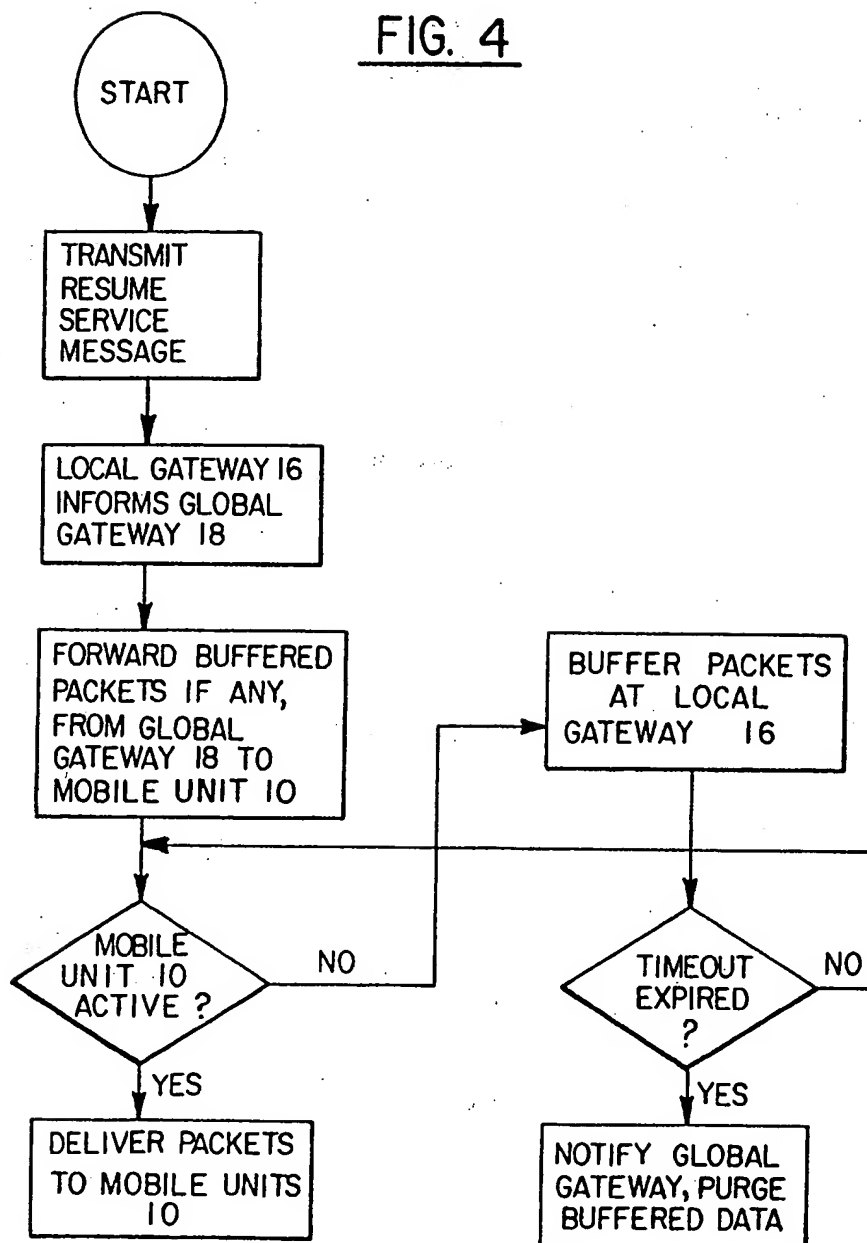 FIG. 4
START
TRANSMIT
RESUME
SERVICE
MESSAGE
LOCAL GATEWAY 16
INFORMS GLOBAL
GATEWAY 18
FORWARD BUFFERED
PACKETS IF ANY,
FROM GLOBAL
GATEWAY 18 TO
MOBILE UNIT 10
MOBILE
UNIT 10
ACTIVE ?
NO
YES
DELIVER PACKETS
TO MOBILE UNITS
10
BUFFER PACKETS
AT LOCAL
GATEWAY 16
TIMEOUT
EXPIRED
?
NO
YES
NOTIFY GLOBAL
GATEWAY, PURGE
BUFFERED DATA